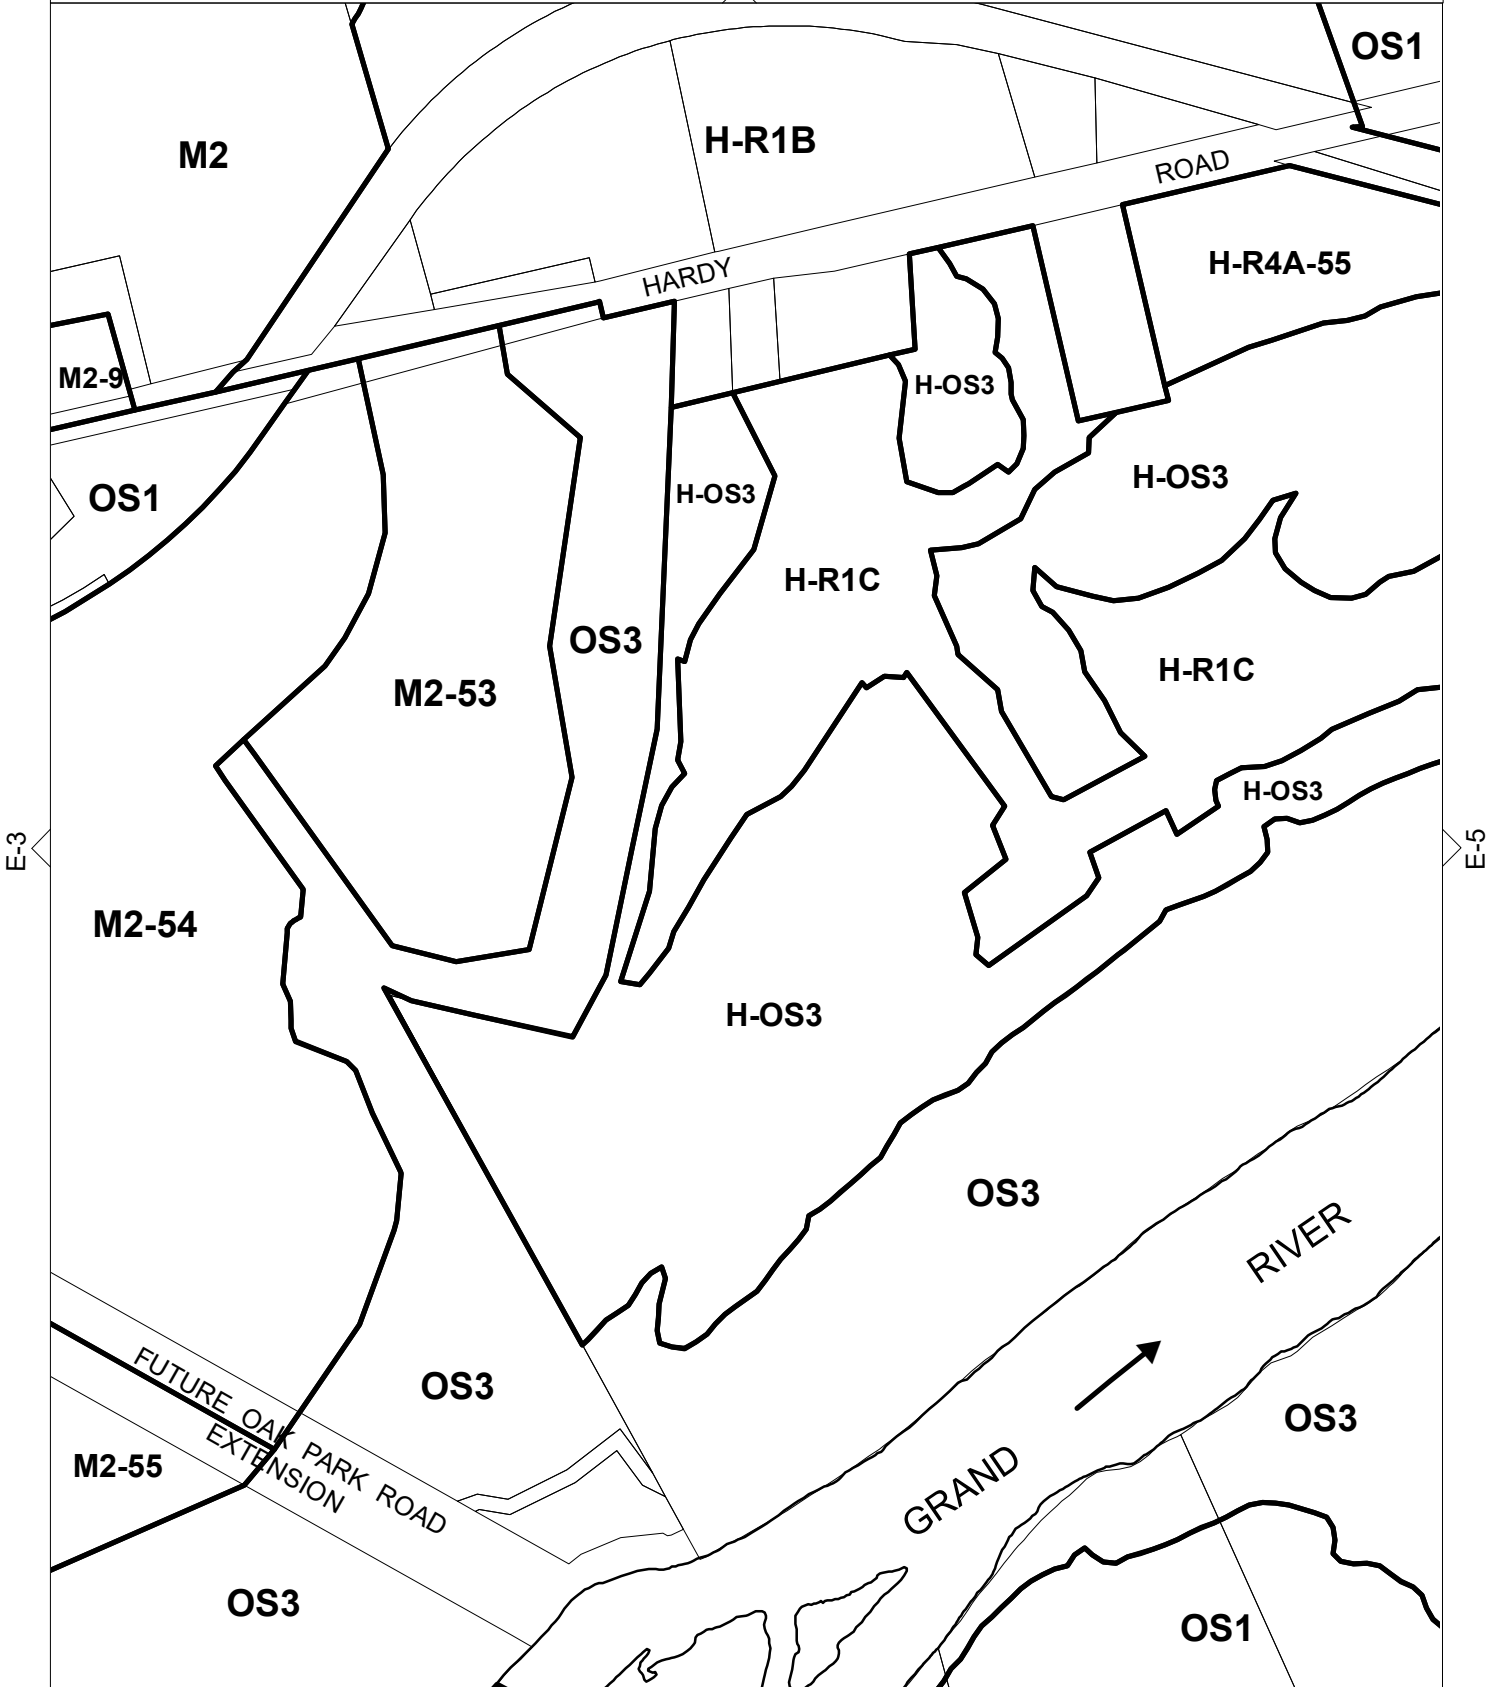 OS1
M2
H-R1B
ROAD
H-R4A-55
HARDY
M2-9
H-OS3
OS1
H-OS3
H-OS3
H-R1C
OS3
H-R1C
M2-53
H-OS3
E-3
E-5
M2-54
H-OS3
OS3
RIVER
FUTURE OAK PARK ROAD
EXTENSION
OS3
OS3
M2-55
GRAND
OS3
OS1